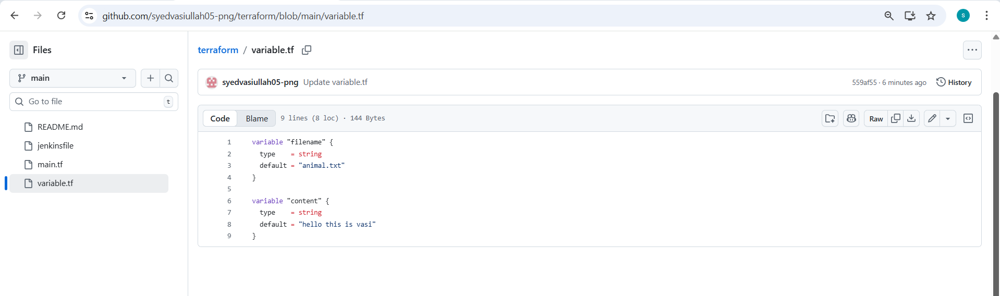 github.com/syedvasiullah05-png/terraform/blob/main/variable.tf
s
Files
terraform / variable.tf
main
syedvasiullah05-png Update variable.tf
559af55 · 6 minutes ago
History
Go to file
t
Code
Blame
9 lines (8 loc) · 144 Bytes
Raw
README.md
jenkinsfile
main.tf
variable.tf
1 variable "filename" {
2   type    = string
3   default = "animal.txt"
4 }
5
6 variable "content" {
7   type    = string
8   default = "hello this is vasi"
9 }